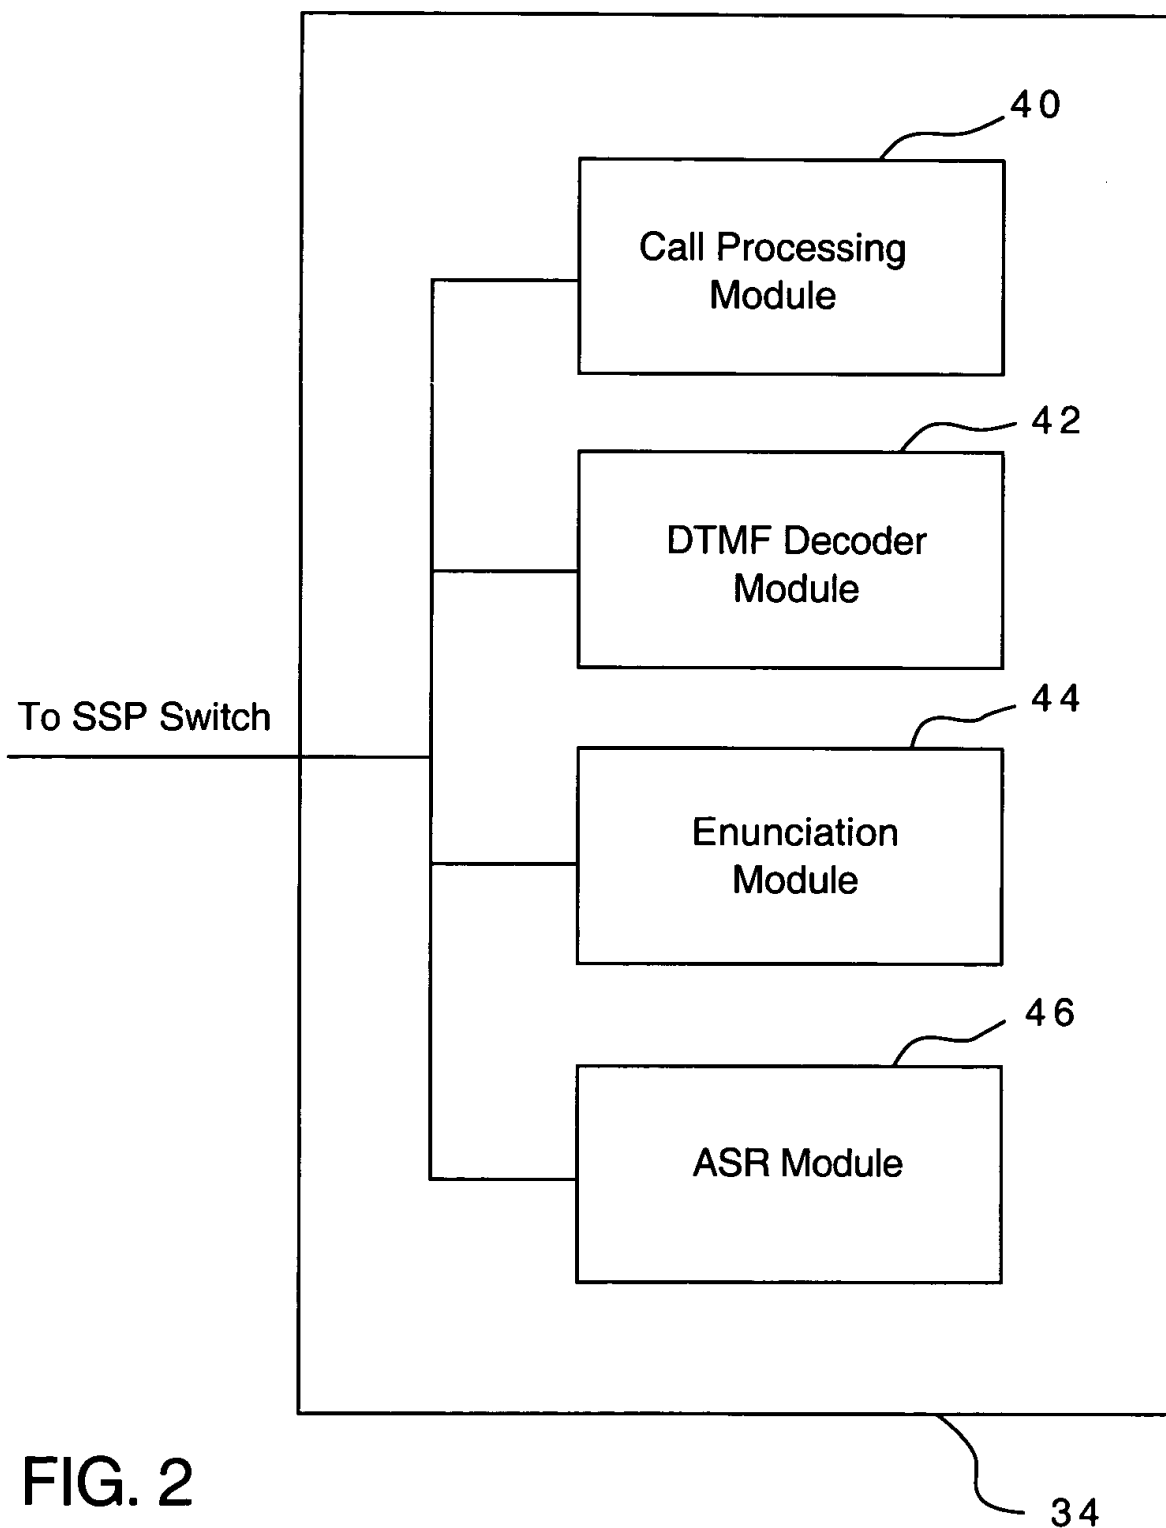 40
Call Processing
Module
42
DTMF Decoder
Module
To SSP Switch
44
Enunciation
Module
46
ASR Module
FIG. 2
34